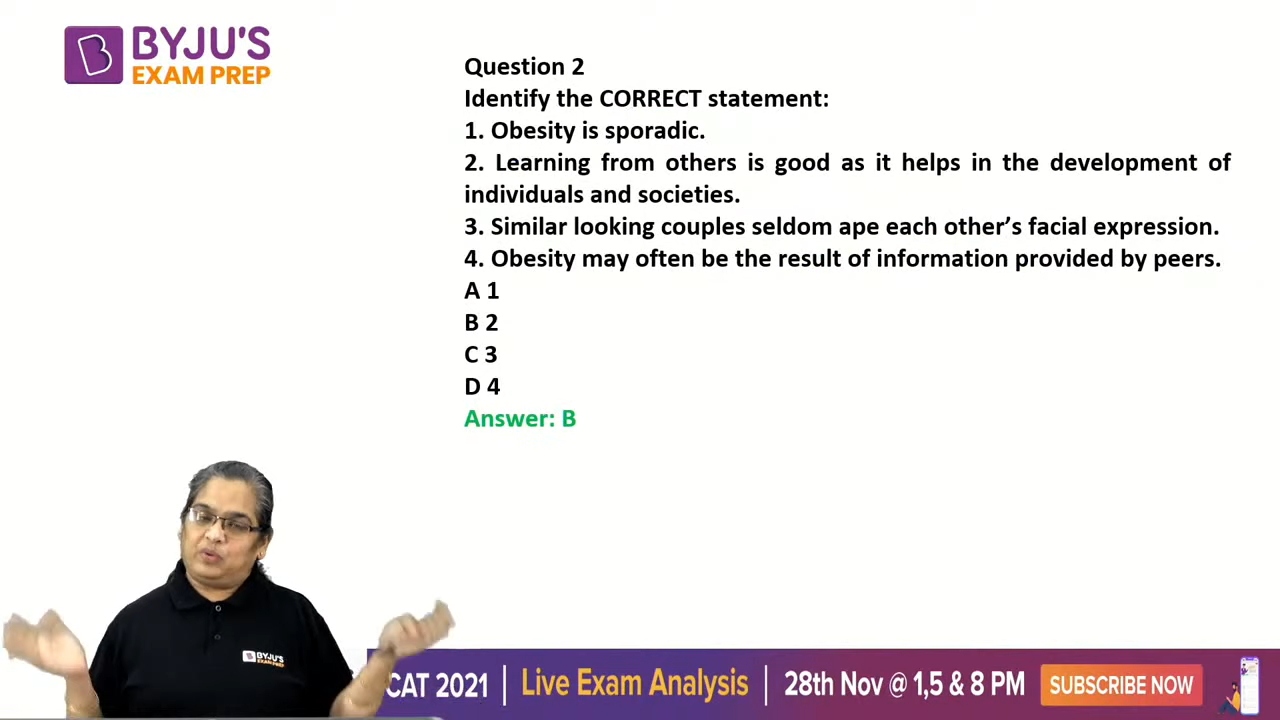 BYJU'S
EXAM PREP
Question 2
Identify the CORRECT statement:
1. Obesity is sporadic.
2. Learning from others is good as it helps in the development of
individuals and societies.
3. Similar looking couples seldom ape each other’s facial expression.
4. Obesity may often be the result of information provided by peers.
A 1
B 2
C 3
D 4
Answer: B
BYJU'S
EXAM PREP
CAT 2021 | Live Exam Analysis | 28th Nov @ 1,5 & 8 PM SUBSCRIBE NOW